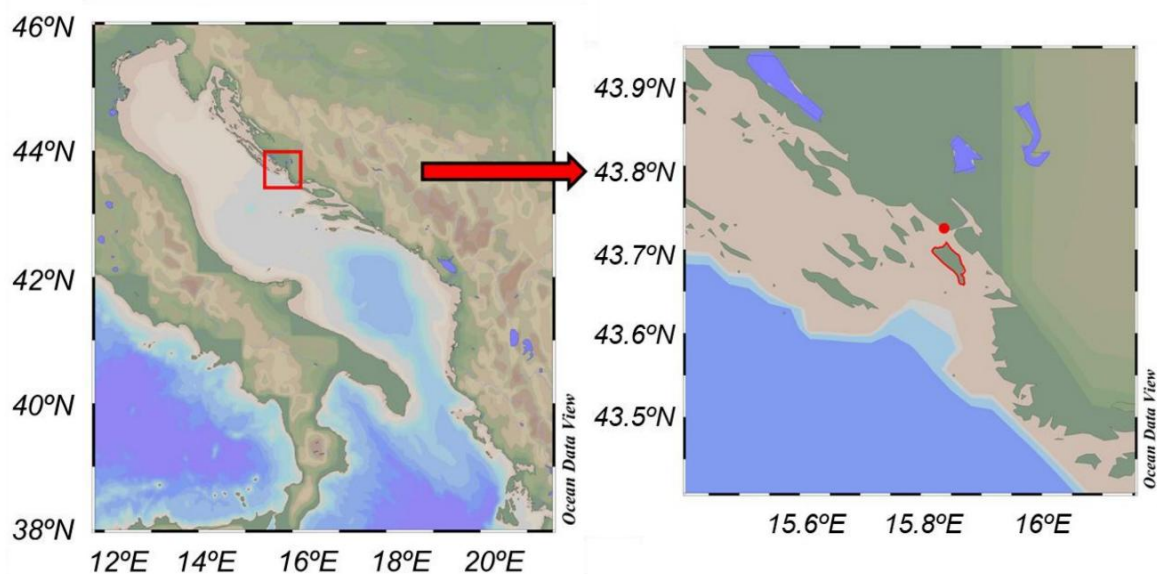 46ºN
44ºN
42ºN
40ºN
38ºN
12ºE 14ºE 16ºE 18ºE 20ºE
Ocean Data View
43.9ºN
43.8ºN
43.7ºN
43.6ºN
43.5ºN
15.6ºE 15.8ºE 16ºE
Ocean Data View